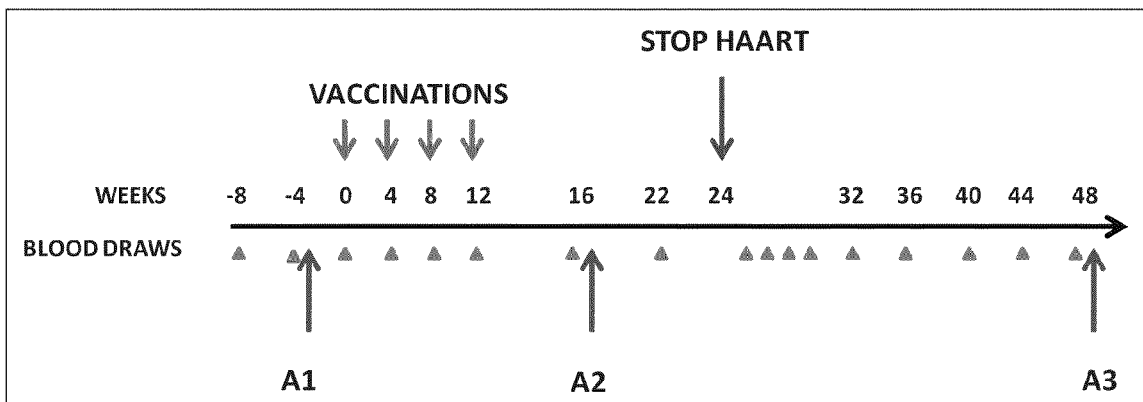 STOP HAART
VACCINATIONS
WEEKS -8 -4 0 4 8 12 16 22 24 32 36 40 44 48
BLOOD DRAWS
A1 A2 A3